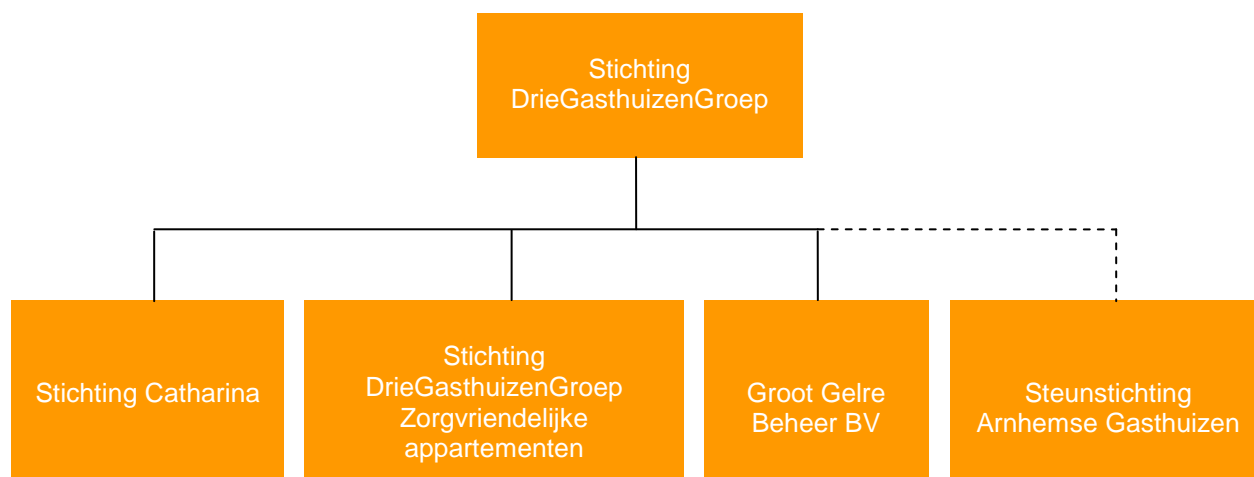 Stichting
DrieGasthuizenGroep
Stichting Catharina
Stichting
DrieGasthuizenGroep
Zorgvriendelijke
appartementen
Groot Gelre
Beheer BV
Steunstichting
Arnhemse Gasthuizen